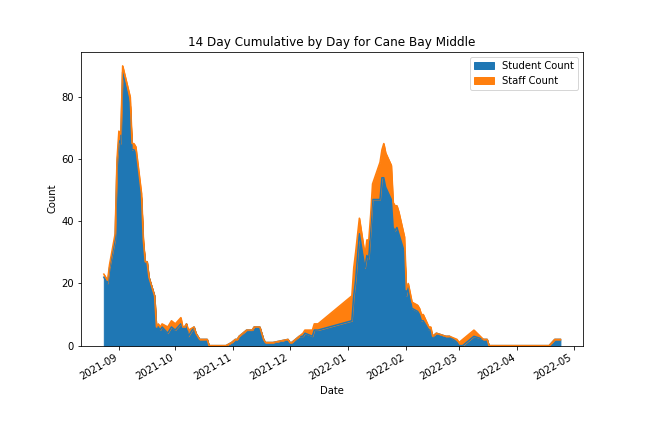 14 Day Cumulative by Day for Cane Bay Middle
Student Count
Staff Count
Count
80
60
40
20
0
2021-09
2021-10
2021-11
2021-12
2022-01
2022-02
2022-03
2022-04
2022-05
Date